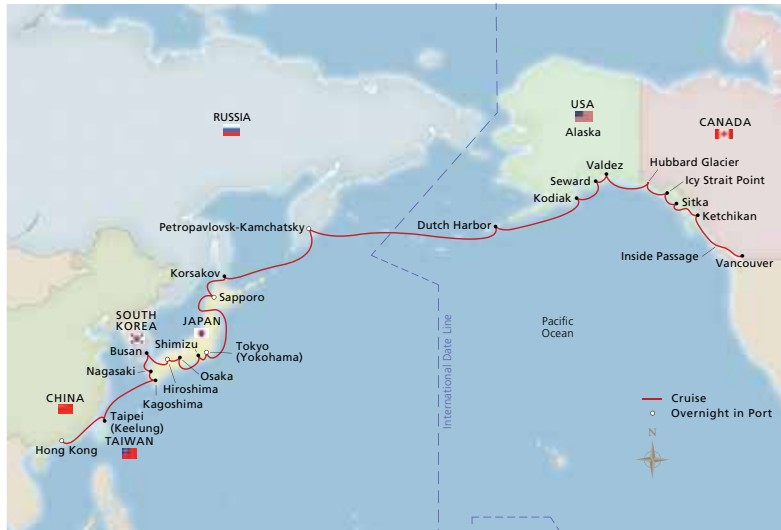 RUSSIA
USA
Alaska
CANADA
Valdez
Hubbard Glacier
Seward
Icy Strait Point
Kodiak
Sitka
Ketchikan
Petropavlovsk-Kamchatsky
Dutch Harbor
Inside Passage
Vancouver
Korsakov
Sapporo
SOUTH
KOREA
JAPAN
Shimizu
Tokyo
(Yokohama)
Busan
Osaka
Nagasaki
Hiroshima
Kagoshima
CHINA
Taipei
(Keelung)
TAIWAN
Hong Kong
International Date Line
Pacific
Ocean
Cruise
Overnight in Port
N